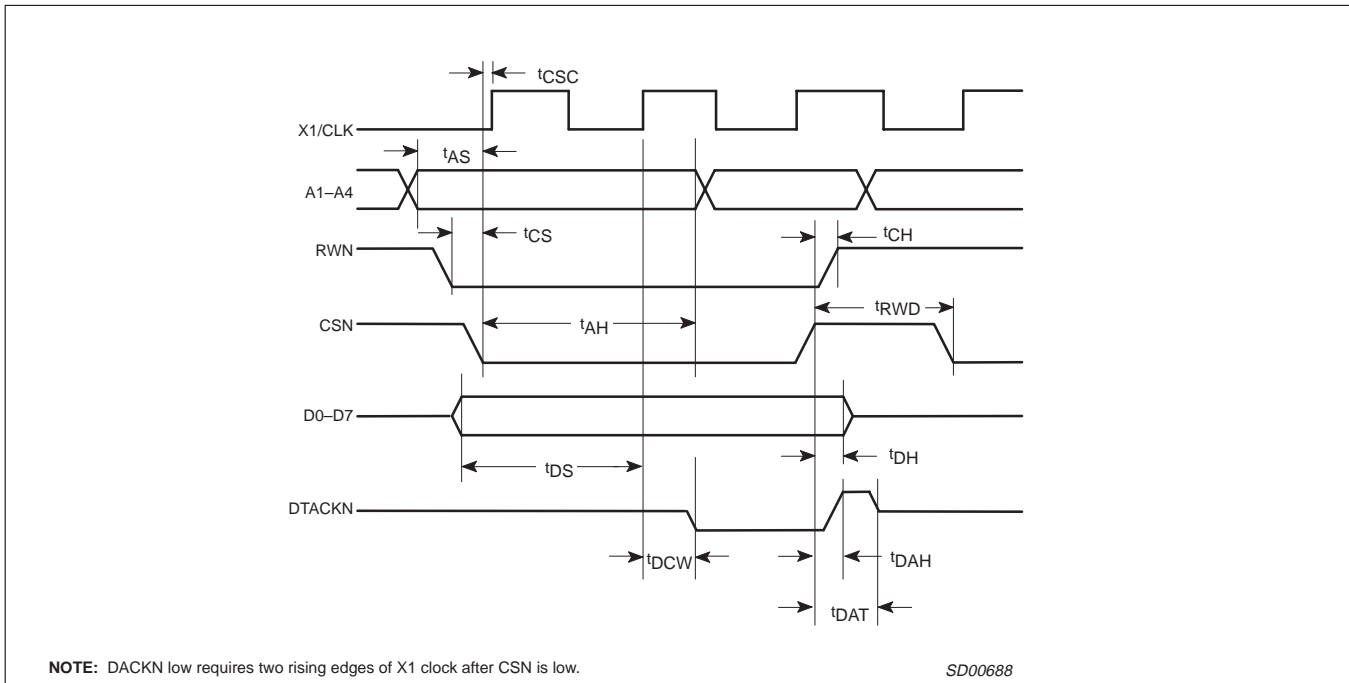 tCSC
X1/CLK
tAS
A1–A4
tCS
tCH
RWN
tRWD
CSN
tAH
D0–D7
tDS
tDH
DTACKN
tDCW
tDAH
tDAT
NOTE: DACKN low requires two rising edges of X1 clock after CSN is low.
SD00688